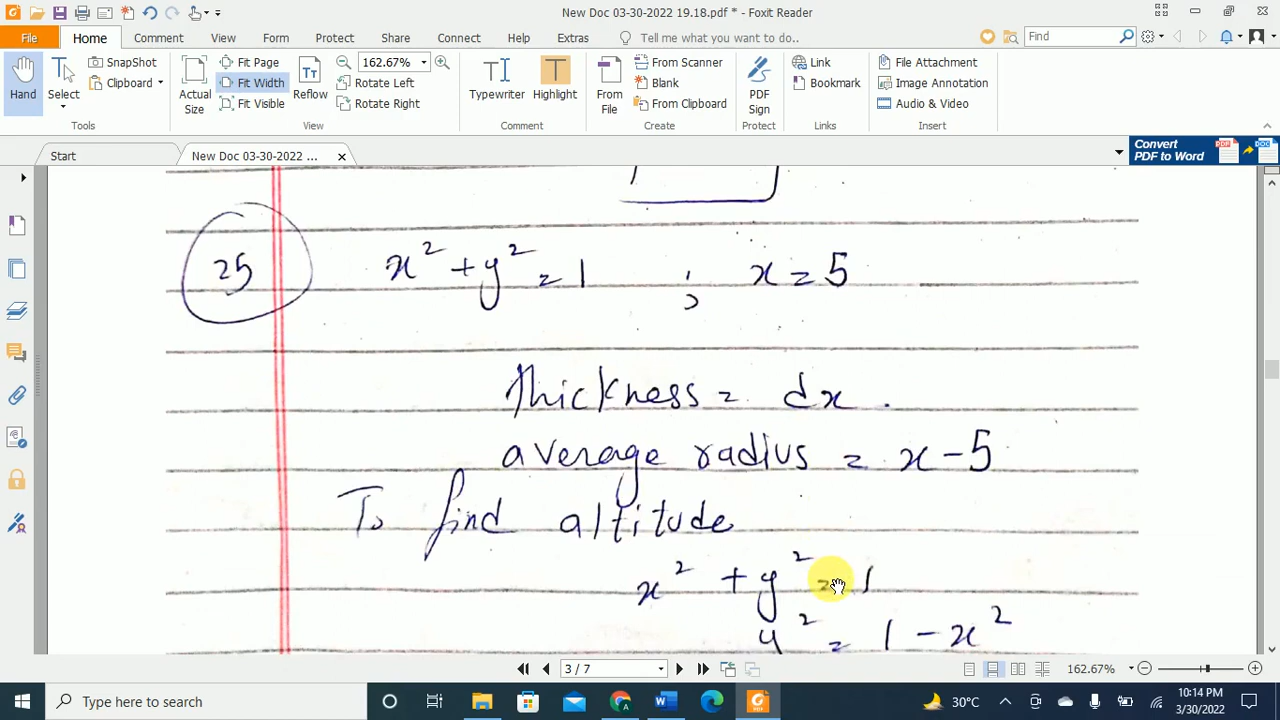 New Doc 03-30-2022 19.18.pdf * - Foxit Reader
File Home Comment View Form Protect Share Connect Help Extras Tell me what you want to do... Find
Hand
Select
SnapShot
Clipboard
Actual Size
Fit Page
Fit Width
Fit Visible
Reflow
162.67%
Rotate Left
Rotate Right
Typewriter
Highlight
From File
From Scanner
Blank
From Clipboard
PDF Sign
Link
Bookmark
File Attachment
Image Annotation
Audio & Video
Tools View Comment Create Protect Links Insert
Start New Doc 03-30-2022 ...
Convert PDF to Word
25 x² + y² = 1 ; x = 5
Thickness = dx .
average radius = x - 5
To find altitude
x² + y² = 1
y² = 1 - x²
3 / 7 162.67%
Type here to search
30°C
10:14 PM
3/30/2022